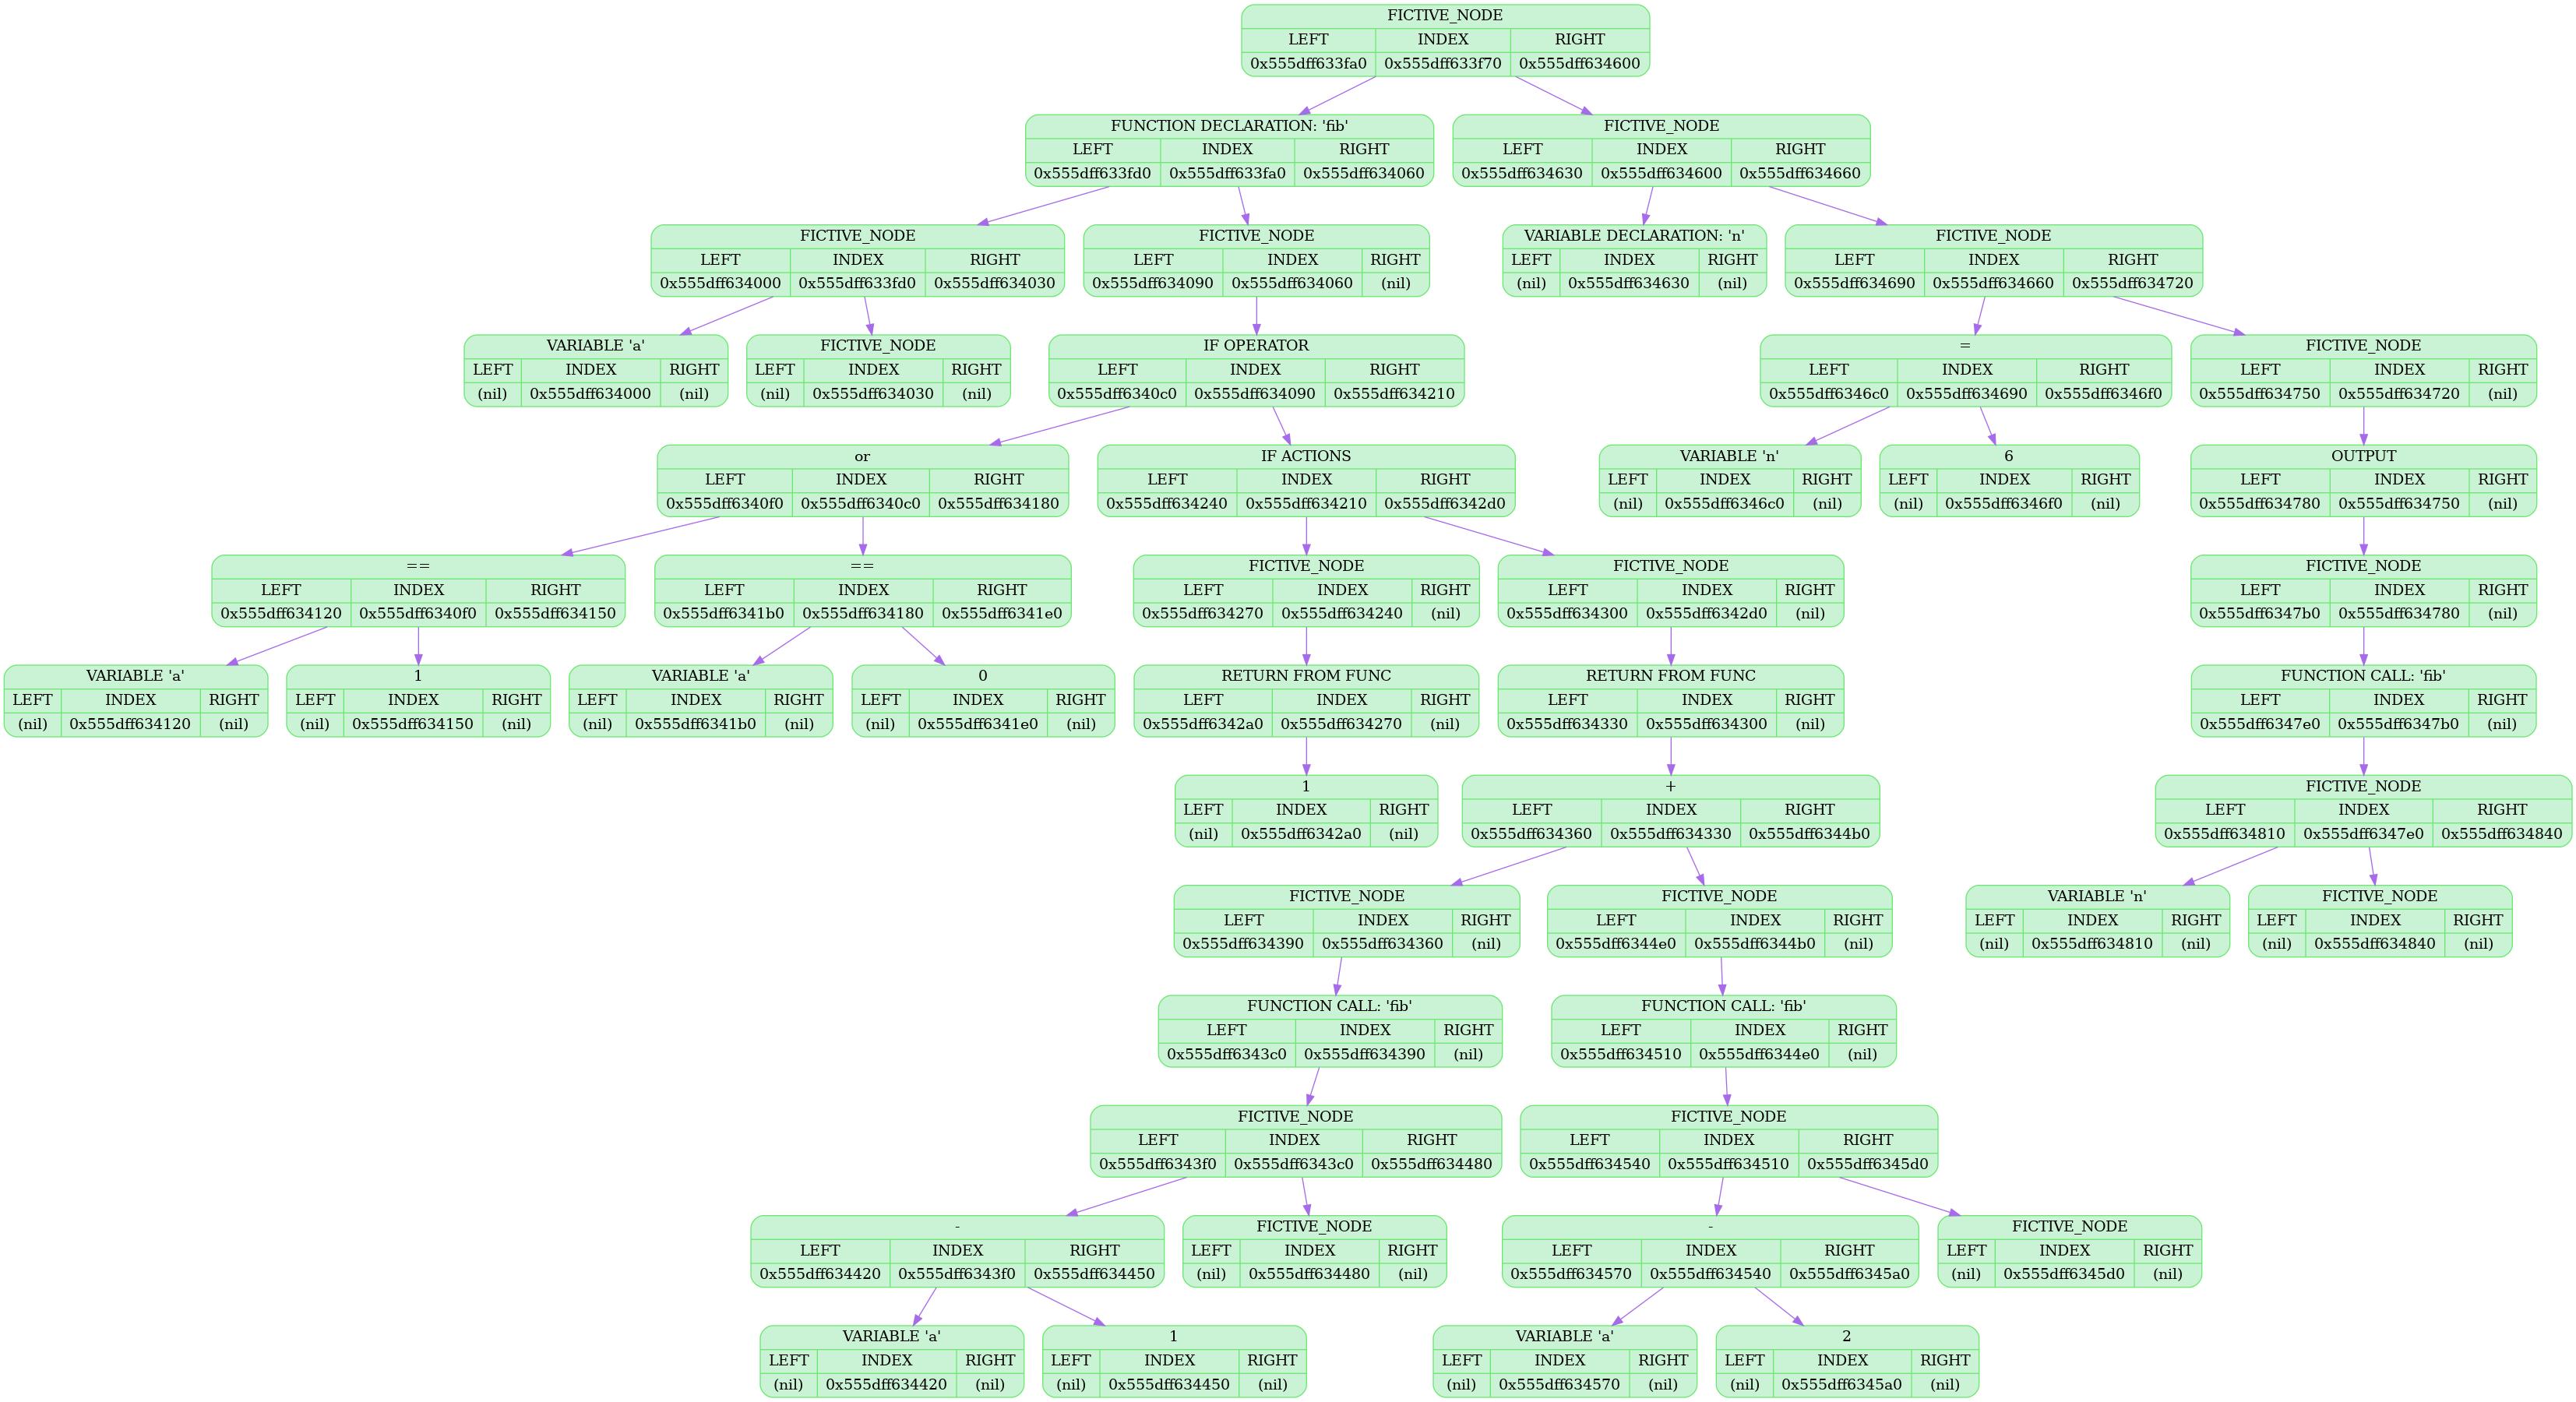 FICTIVE_NODE
LEFT INDEX RIGHT
0x555dff633fa0 0x555dff633f70 0x555dff634600
FUNCTION DECLARATION: 'fib'
LEFT INDEX RIGHT
0x555dff633fd0 0x555dff633fa0 0x555dff634060
FICTIVE_NODE
LEFT INDEX RIGHT
0x555dff634630 0x555dff634600 0x555dff634660
FICTIVE_NODE
LEFT INDEX RIGHT
0x555dff634000 0x555dff633fd0 0x555dff634030
FICTIVE_NODE
LEFT INDEX RIGHT
0x555dff634090 0x555dff634060 (nil)
VARIABLE DECLARATION: 'n'
LEFT INDEX RIGHT
(nil) 0x555dff634630 (nil)
FICTIVE_NODE
LEFT INDEX RIGHT
0x555dff634690 0x555dff634660 0x555dff634720
VARIABLE 'a'
LEFT INDEX RIGHT
(nil) 0x555dff634000 (nil)
FICTIVE_NODE
LEFT INDEX RIGHT
(nil) 0x555dff634030 (nil)
IF OPERATOR
LEFT INDEX RIGHT
0x555dff6340c0 0x555dff634090 0x555dff634210
=
LEFT INDEX RIGHT
0x555dff6346c0 0x555dff634690 0x555dff6346f0
FICTIVE_NODE
LEFT INDEX RIGHT
0x555dff634750 0x555dff634720 (nil)
or
LEFT INDEX RIGHT
0x555dff6340f0 0x555dff6340c0 0x555dff634180
IF ACTIONS
LEFT INDEX RIGHT
0x555dff634240 0x555dff634210 0x555dff6342d0
VARIABLE 'n'
LEFT INDEX RIGHT
(nil) 0x555dff6346c0 (nil)
6
LEFT INDEX RIGHT
(nil) 0x555dff6346f0 (nil)
OUTPUT
LEFT INDEX RIGHT
0x555dff634780 0x555dff634750 (nil)
==
LEFT INDEX RIGHT
0x555dff634120 0x555dff6340f0 0x555dff634150
==
LEFT INDEX RIGHT
0x555dff6341b0 0x555dff634180 0x555dff6341e0
FICTIVE_NODE
LEFT INDEX RIGHT
0x555dff634270 0x555dff634240 (nil)
FICTIVE_NODE
LEFT INDEX RIGHT
0x555dff634300 0x555dff6342d0 (nil)
FICTIVE_NODE
LEFT INDEX RIGHT
0x555dff6347b0 0x555dff634780 (nil)
VARIABLE 'a'
LEFT INDEX RIGHT
(nil) 0x555dff634120 (nil)
1
LEFT INDEX RIGHT
(nil) 0x555dff634150 (nil)
VARIABLE 'a'
LEFT INDEX RIGHT
(nil) 0x555dff6341b0 (nil)
0
LEFT INDEX RIGHT
(nil) 0x555dff6341e0 (nil)
RETURN FROM FUNC
LEFT INDEX RIGHT
0x555dff6342a0 0x555dff634270 (nil)
RETURN FROM FUNC
LEFT INDEX RIGHT
0x555dff634330 0x555dff634300 (nil)
FUNCTION CALL: 'fib'
LEFT INDEX RIGHT
0x555dff6347e0 0x555dff6347b0 (nil)
1
LEFT INDEX RIGHT
(nil) 0x555dff6342a0 (nil)
+
LEFT INDEX RIGHT
0x555dff634360 0x555dff634330 0x555dff6344b0
FICTIVE_NODE
LEFT INDEX RIGHT
0x555dff634810 0x555dff6347e0 0x555dff634840
FICTIVE_NODE
LEFT INDEX RIGHT
0x555dff634390 0x555dff634360 (nil)
FICTIVE_NODE
LEFT INDEX RIGHT
0x555dff6344e0 0x555dff6344b0 (nil)
VARIABLE 'n'
LEFT INDEX RIGHT
(nil) 0x555dff634810 (nil)
FICTIVE_NODE
LEFT INDEX RIGHT
(nil) 0x555dff634840 (nil)
FUNCTION CALL: 'fib'
LEFT INDEX RIGHT
0x555dff6343c0 0x555dff634390 (nil)
FUNCTION CALL: 'fib'
LEFT INDEX RIGHT
0x555dff634510 0x555dff6344e0 (nil)
FICTIVE_NODE
LEFT INDEX RIGHT
0x555dff6343f0 0x555dff6343c0 0x555dff634480
FICTIVE_NODE
LEFT INDEX RIGHT
0x555dff634540 0x555dff634510 0x555dff6345d0
-
LEFT INDEX RIGHT
0x555dff634420 0x555dff6343f0 0x555dff634450
FICTIVE_NODE
LEFT INDEX RIGHT
(nil) 0x555dff634480 (nil)
-
LEFT INDEX RIGHT
0x555dff634570 0x555dff634540 0x555dff6345a0
FICTIVE_NODE
LEFT INDEX RIGHT
(nil) 0x555dff6345d0 (nil)
VARIABLE 'a'
LEFT INDEX RIGHT
(nil) 0x555dff634420 (nil)
1
LEFT INDEX RIGHT
(nil) 0x555dff634450 (nil)
VARIABLE 'a'
LEFT INDEX RIGHT
(nil) 0x555dff634570 (nil)
2
LEFT INDEX RIGHT
(nil) 0x555dff6345a0 (nil)